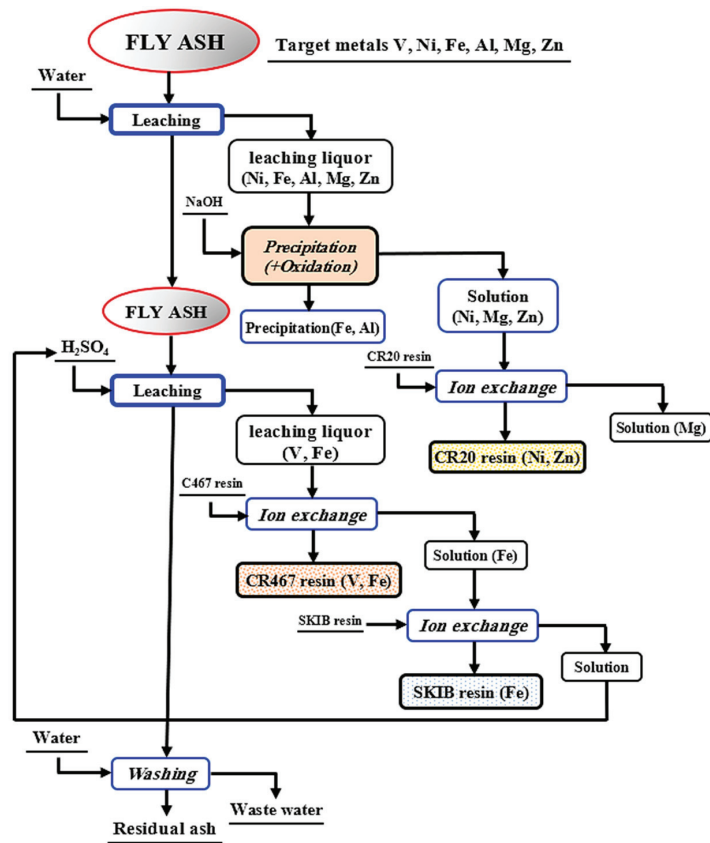 FLY ASH
Target metals V, Ni, Fe, Al, Mg, Zn
Water
Leaching
leaching liquor
(Ni, Fe, Al, Mg, Zn
NaOH
Precipitation
(+Oxidation)
FLY ASH
Precipitation(Fe, Al)
Solution
(Ni, Mg, Zn)
H₂SO₄
CR20 resin
Leaching
Ion exchange
leaching liquor
(V, Fe)
Solution (Mg)
CR20 resin (Ni, Zn)
C467 resin
Ion exchange
Solution (Fe)
CR467 resin (V, Fe)
SKIB resin
Ion exchange
Solution
SKIB resin (Fe)
Water
Washing
Waste water
Residual ash